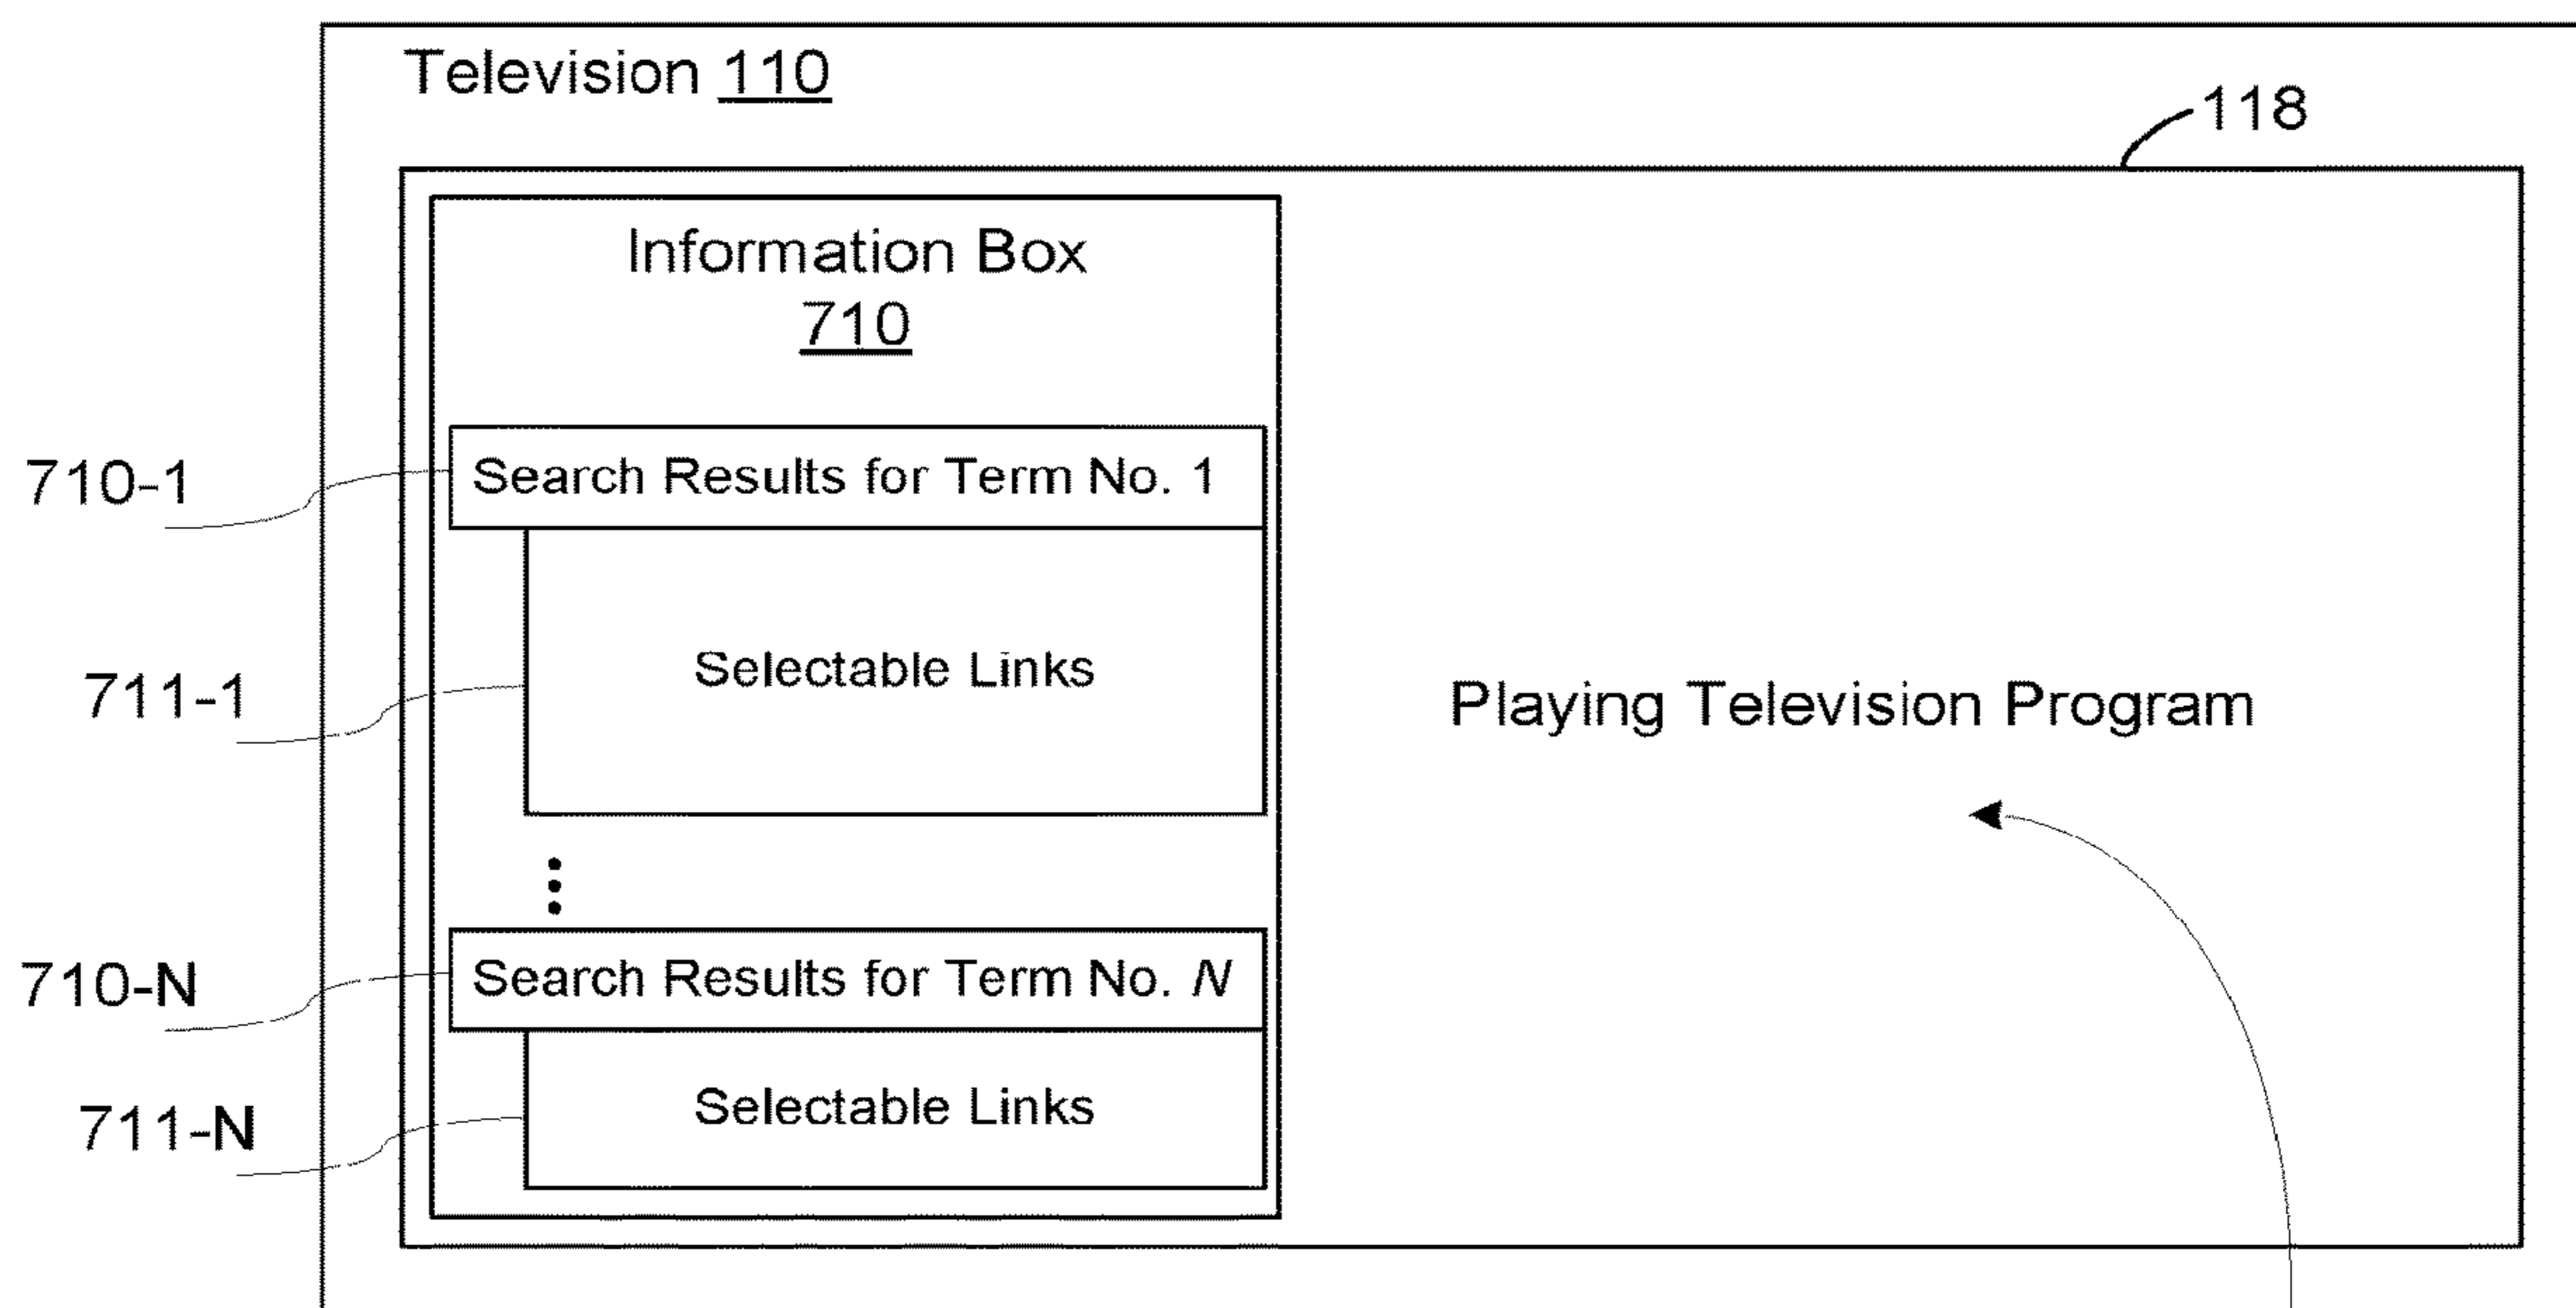 Television 110
118
Information Box
710
710-1
Search Results for Term No. 1
711-1
Selectable Links
Playing Television Program
710-N
Search Results for Term No. N
711-N
Selectable Links